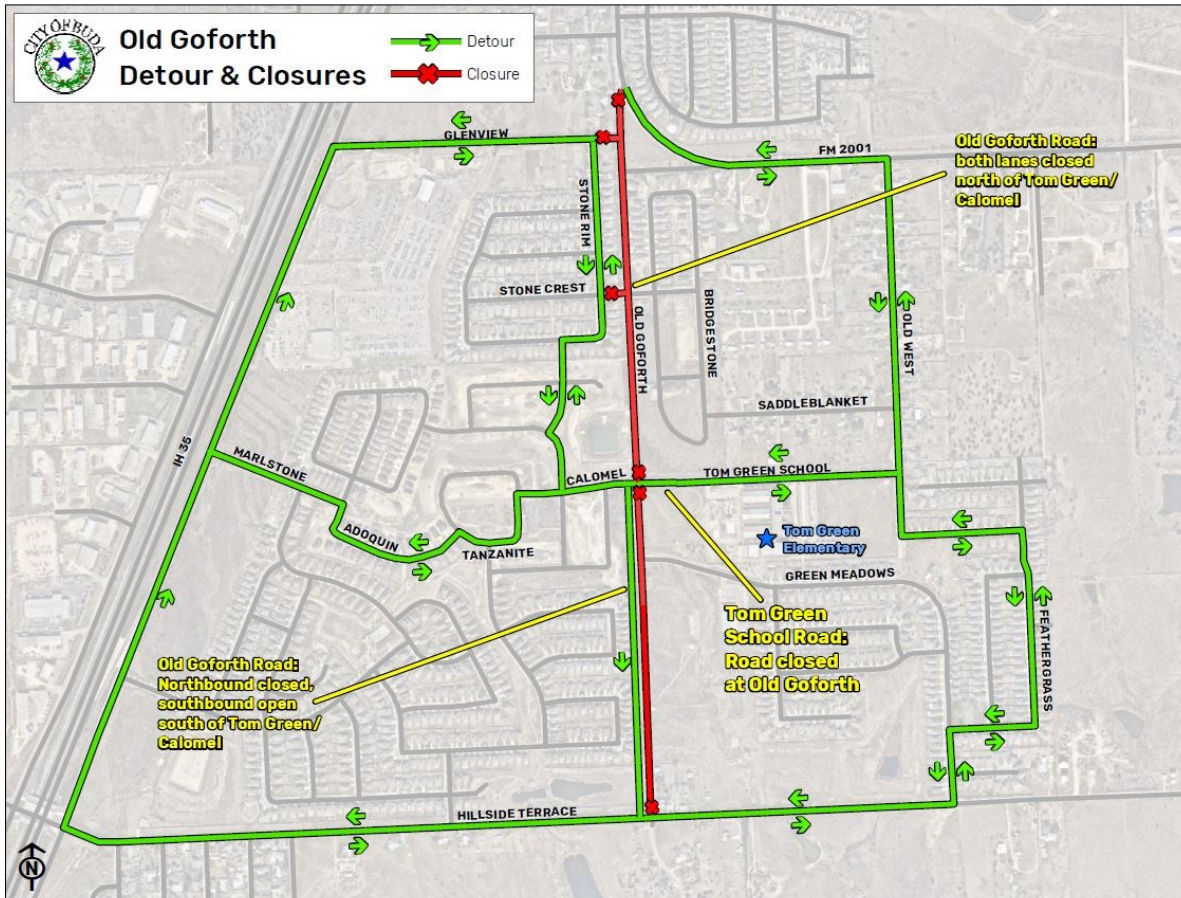 CITY OF BUDA
Old Goforth
Detour & Closures
Detour
Closure
GLENVIEW
FM 2001
Old Goforth Road:
both lanes closed
north of Tom Green/
Calomel
STONE RIM
STONE CREST
OLD GOFORTH
BRIDGESTONE
OLD WEST
SADDLEBLANKET
IH 35
MARLSTONE
CALOMEL
TOM GREEN SCHOOL
ADOQUIN
TANZANITE
Tom Green
Elementary
GREEN MEADOWS
Tom Green
School Road:
Road closed
at Old Goforth
FEATHERGRASS
Old Goforth Road:
Northbound closed,
southbound open
south of Tom Green/
Calomel
HILLSIDE TERRACE
N